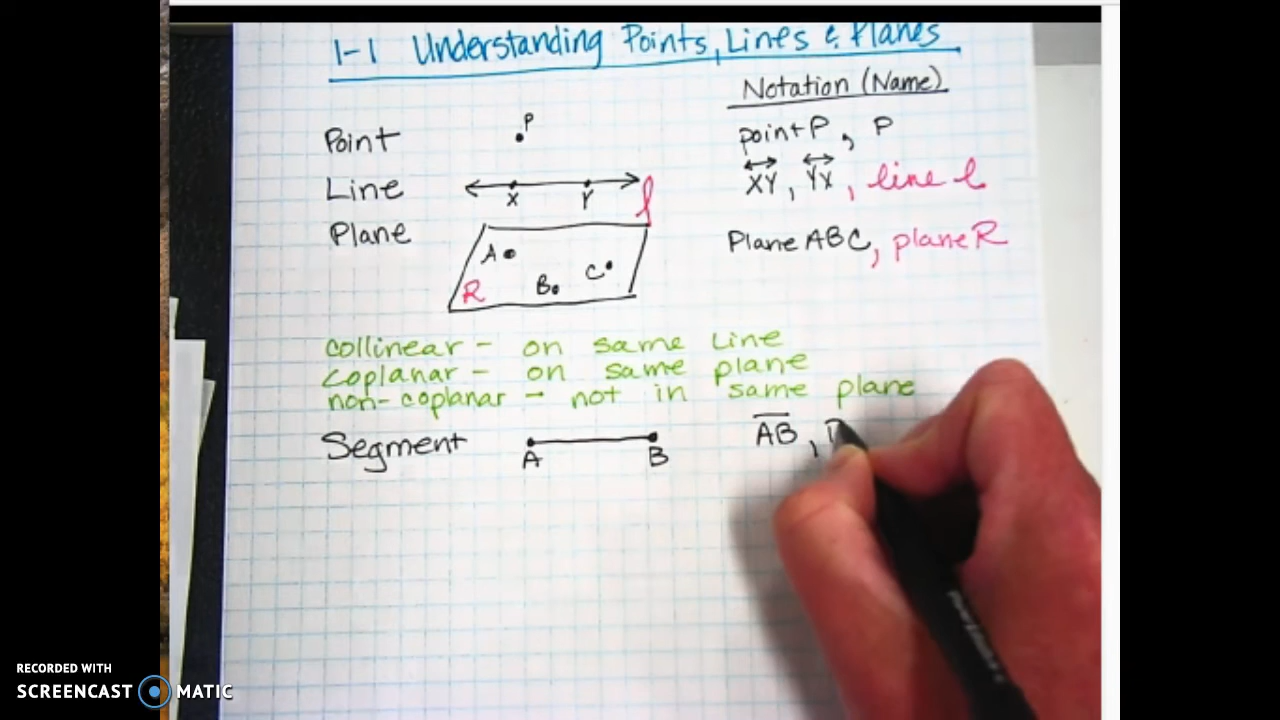 1-1 Understanding Points, Lines & Planes
Notation (Name)
Point P point P, P
Line X Y l XY, YX, line l
Plane A B C R Plane ABC, plane R
collinear - on same line
coplanar - on same plane
non-coplanar - not in same plane
Segment A B AB,
RECORDED WITH
SCREENCAST MATIC